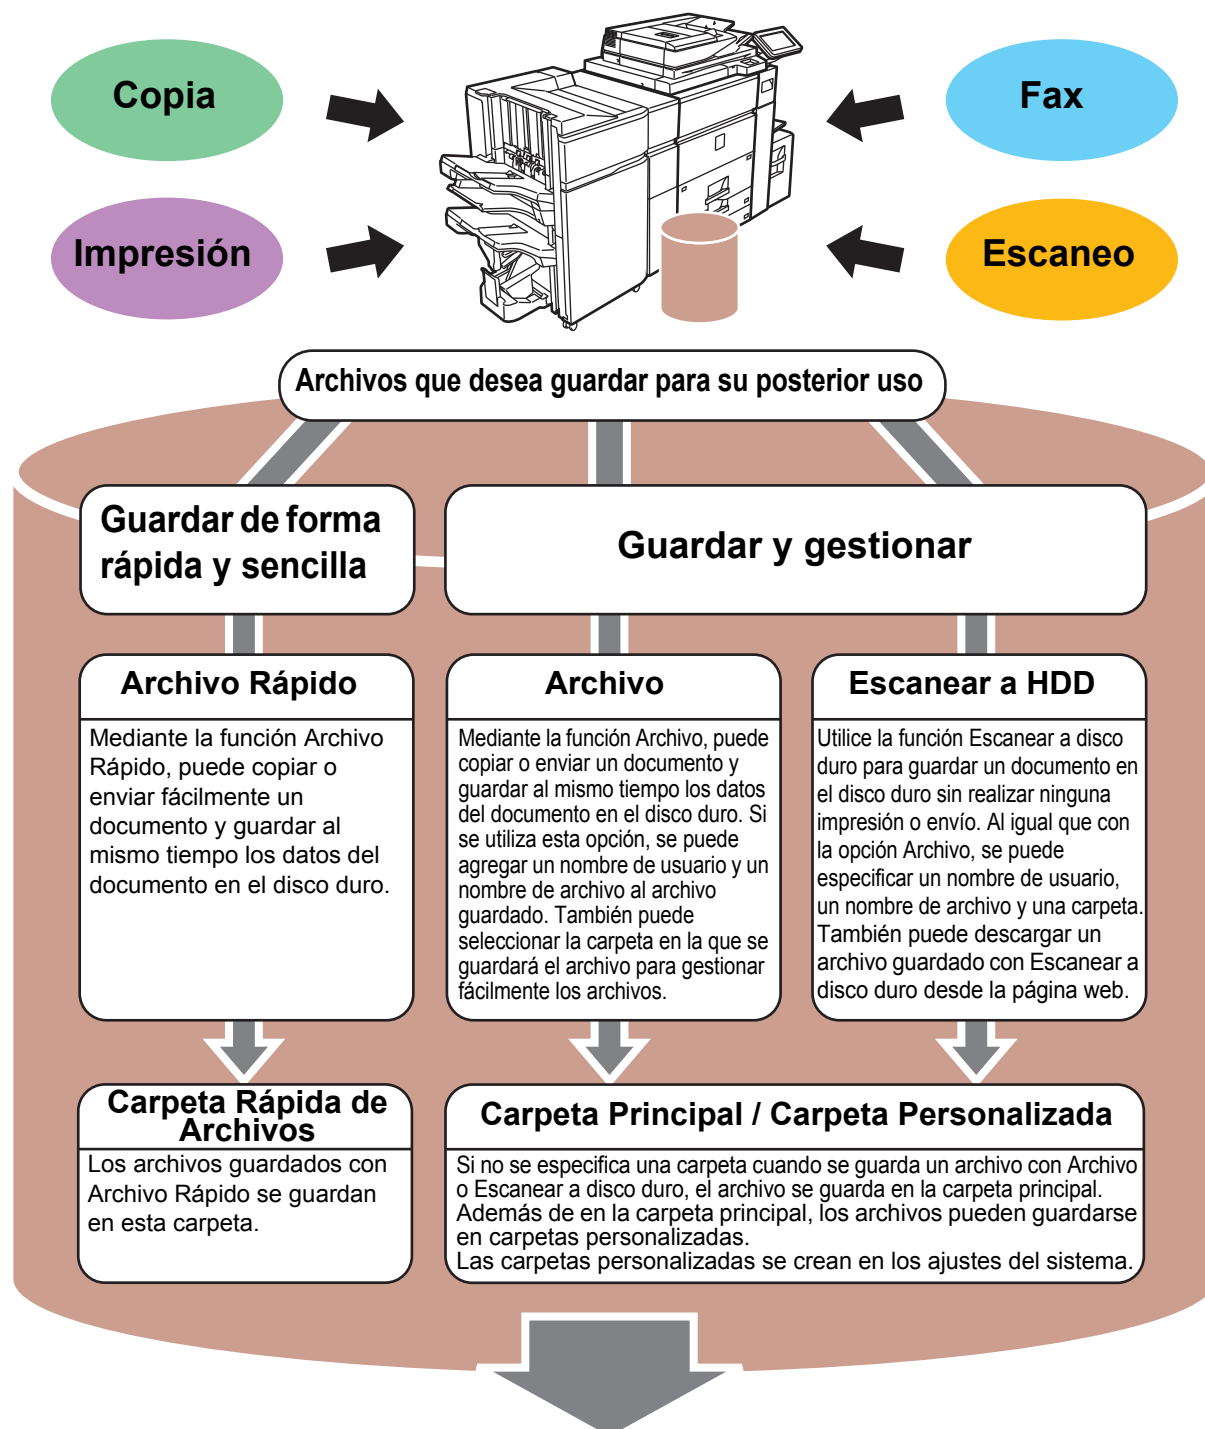 Copia
Fax
Impresión
Escaneo
Archivos que desea guardar para su posterior uso
Guardar de forma
rápida y sencilla
Guardar y gestionar
Archivo Rápido
Mediante la función Archivo
Rápido, puede copiar o
enviar fácilmente un
documento y guardar al
mismo tiempo los datos del
documento en el disco duro.
Archivo
Mediante la función Archivo, puede
copiar o enviar un documento y
guardar al mismo tiempo los datos
del documento en el disco duro. Si
se utiliza esta opción, se puede
agregar un nombre de usuario y un
nombre de archivo al archivo
guardado. También puede
seleccionar la carpeta en la que se
guardará el archivo para gestionar
fácilmente los archivos.
Escanear a HDD
Utilice la función Escanear a disco
duro para guardar un documento en
el disco duro sin realizar ninguna
impresión o envío. Al igual que con
la opción Archivo, se puede
especificar un nombre de usuario,
un nombre de archivo y una carpeta.
También puede descargar un
archivo guardado con Escanear a
disco duro desde la página web.
Carpeta Rápida de
Archivos
Los archivos guardados con
Archivo Rápido se guardan
en esta carpeta.
Carpeta Principal / Carpeta Personalizada
Si no se especifica una carpeta cuando se guarda un archivo con Archivo
o Escanear a disco duro, el archivo se guarda en la carpeta principal.
Además de en la carpeta principal, los archivos pueden guardarse
en carpetas personalizadas.
Las carpetas personalizadas se crean en los ajustes del sistema.